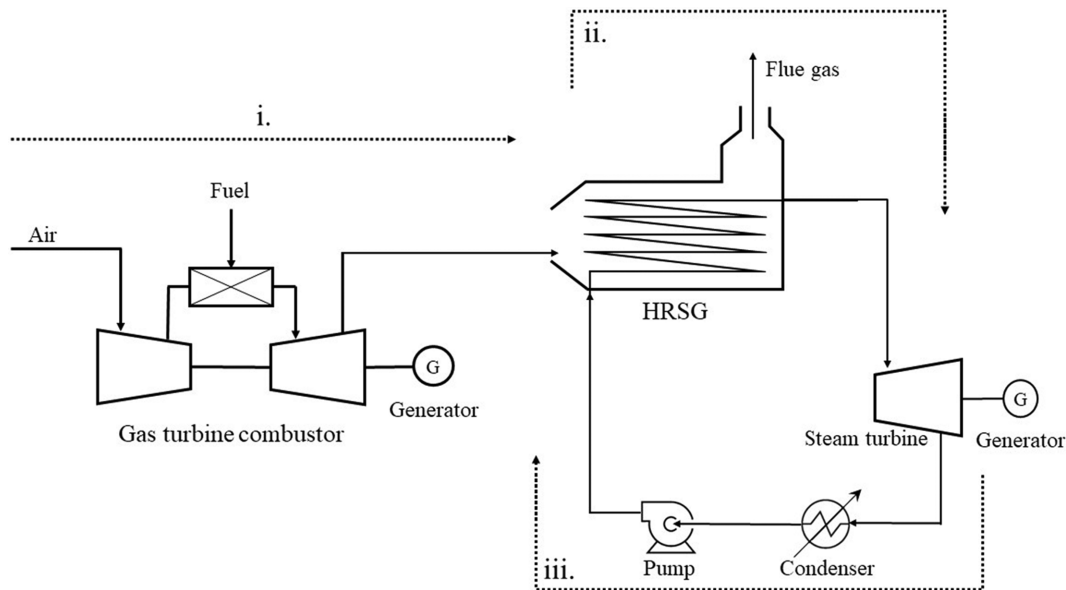 ii.
Flue gas
i.
Fuel
Air
HRSG
G
Generator
Gas turbine combustor
G
Steam turbine
Generator
iii.
Pump
Condenser